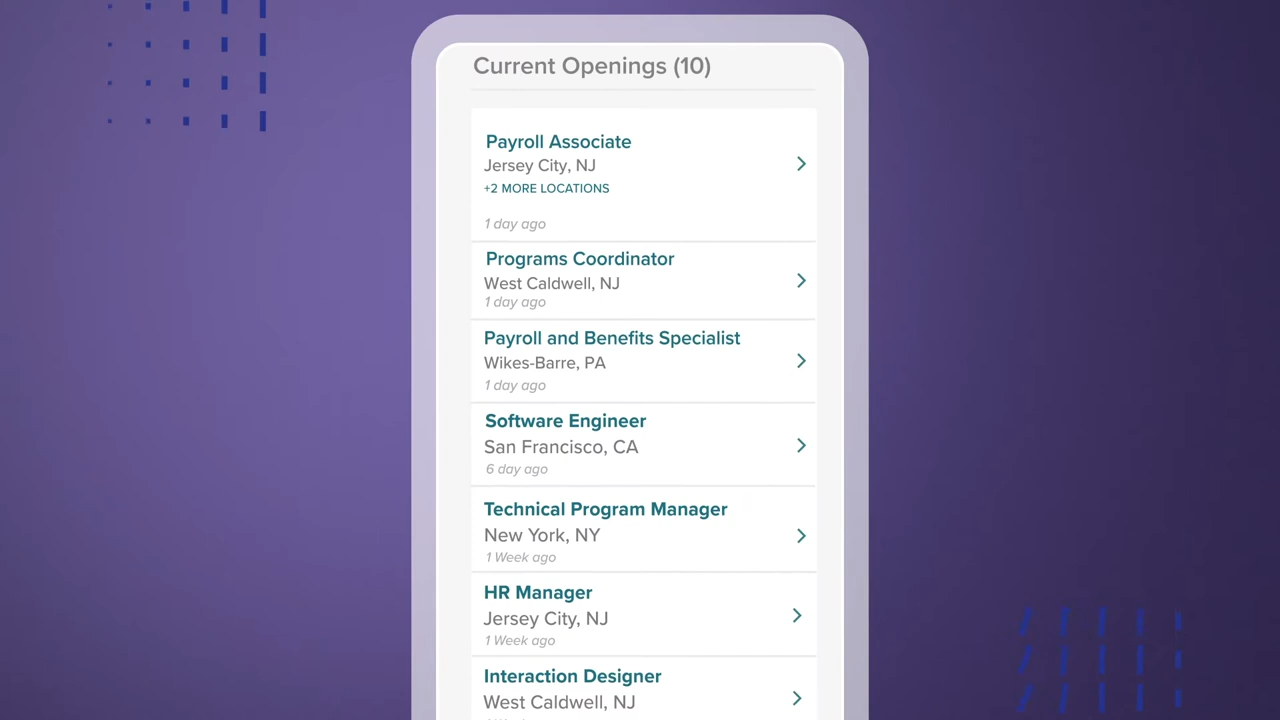 Current Openings (10)
Payroll Associate
Jersey City, NJ
+2 MORE LOCATIONS
1 day ago
Programs Coordinator
West Caldwell, NJ
1 day ago
Payroll and Benefits Specialist
Wikes-Barre, PA
1 day ago
Software Engineer
San Francisco, CA
6 day ago
Technical Program Manager
New York, NY
1 Week ago
HR Manager
Jersey City, NJ
1 Week ago
Interaction Designer
West Caldwell, NJ